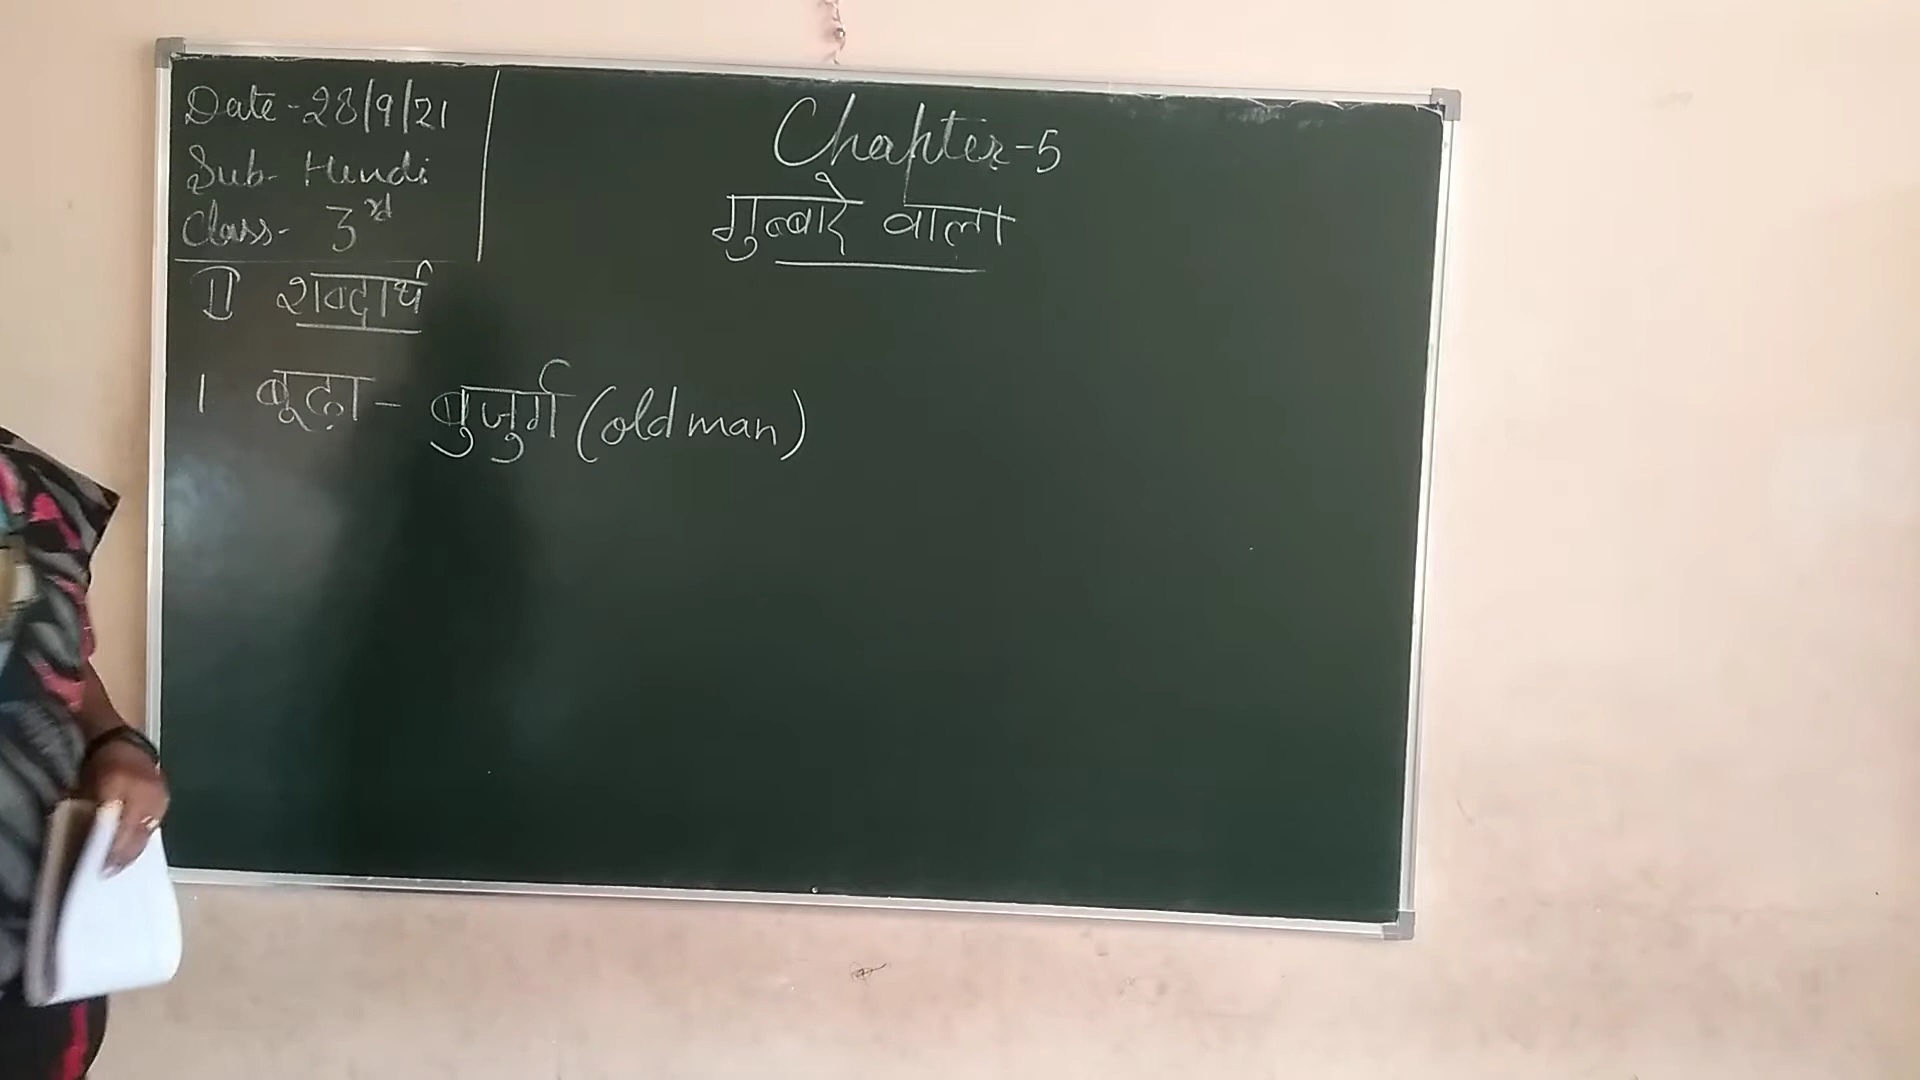 Date - 28/9/21
Sub - Hindi
Class - 3rd
Chapter-5
गुब्बारे वाला
II शब्दार्थ
1 बूढ़ा - बुजुर्ग (old man)